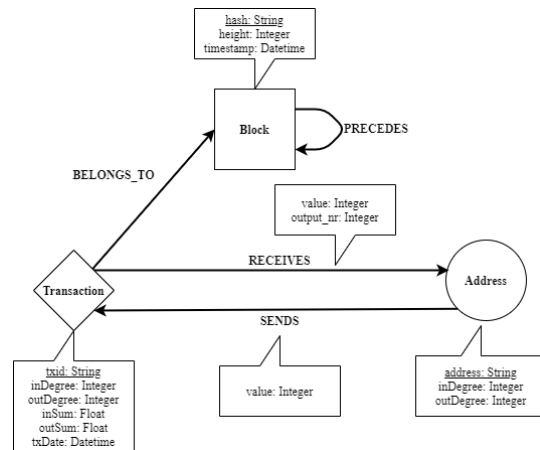 hash: String
height: Integer
timestamp: Datetime
Block
PRECEDES
BELONGS_TO
value: Integer
output_nr: Integer
RECEIVES
Transaction
Address
SENDS
txid: String
inDegree: Integer
outDegree: Integer
inSum: Float
outSum: Float
txDate: Datetime
value: Integer
address: String
inDegree: Integer
outDegree: Integer